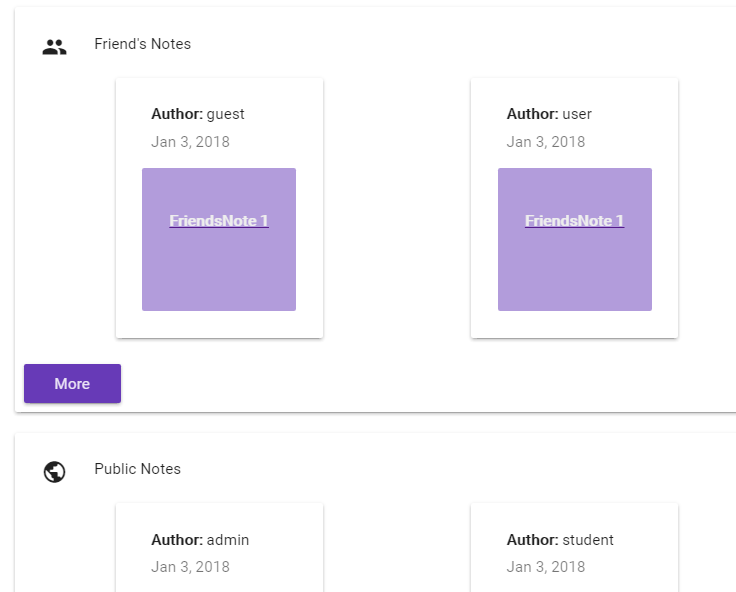 Friend's Notes
Author: guest
Jan 3, 2018
FriendsNote 1
Author: user
Jan 3, 2018
FriendsNote 1
More
Public Notes
Author: admin
Jan 3, 2018
Author: student
Jan 3, 2018